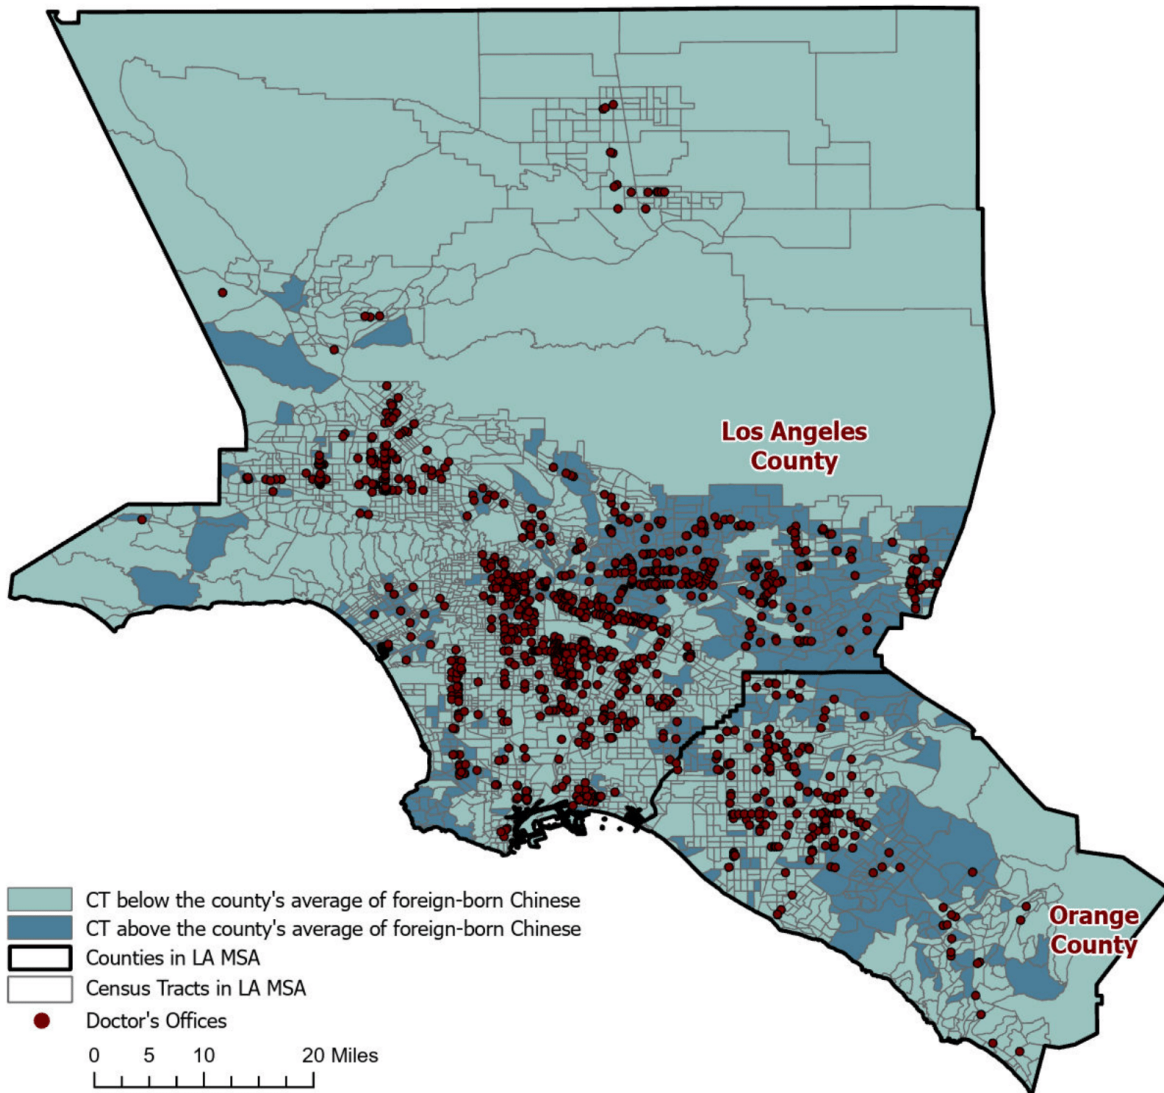 Los Angeles
County
Orange
County
CT below the county's average of foreign-born Chinese
CT above the county's average of foreign-born Chinese
Counties in LA MSA
Census Tracts in LA MSA
Doctor's Offices
0 5 10 20 Miles